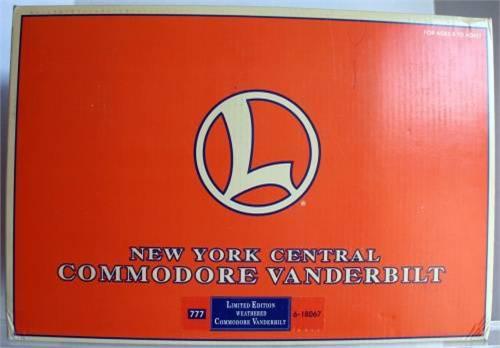 FOR AGES 8 TO ADULT
L
®
NEW YORK CENTRAL
COMMODORE VANDERBILT
777
LIMITED EDITION
WEATHERED
COMMODORE VANDERBILT
6-18067